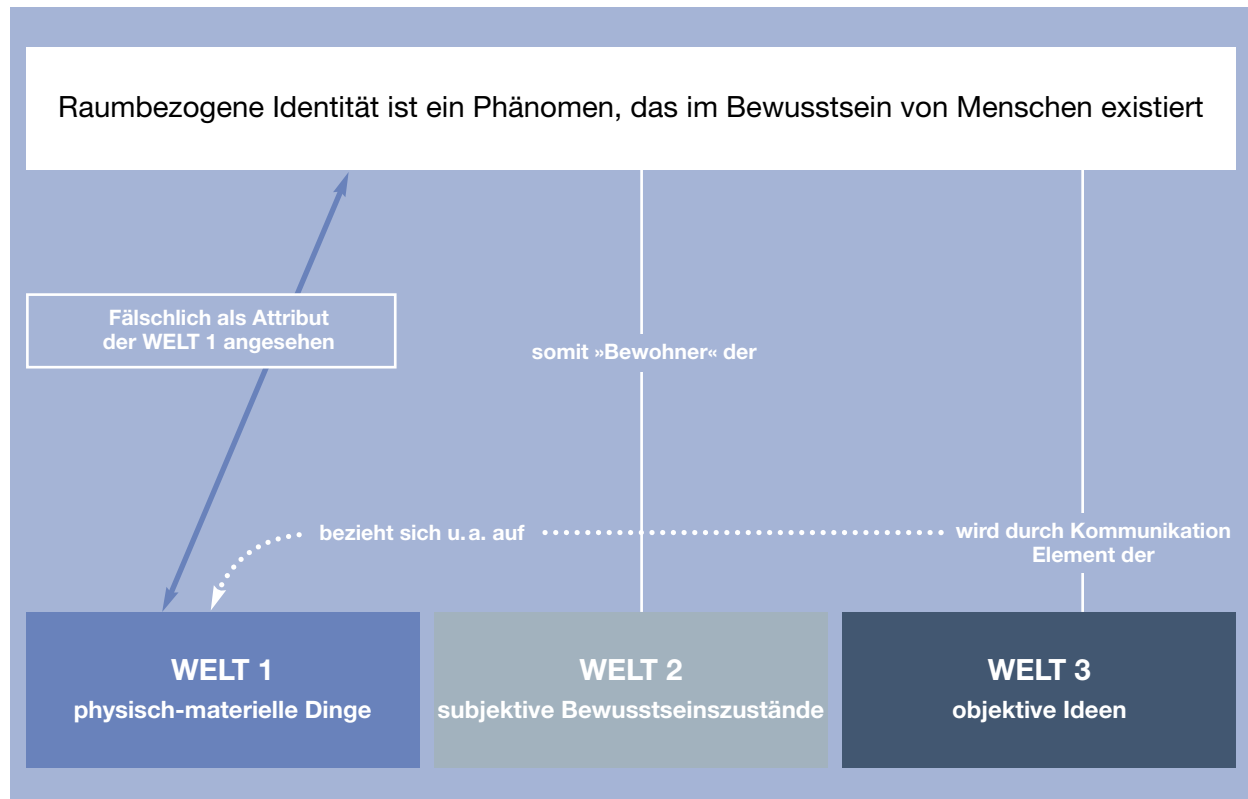 Raumbezogene Identität ist ein Phänomen, das im Bewusstsein von Menschen existiert
Fälschlich als Attribut
der WELT 1 angesehen
somit »Bewohner« der
bezieht sich u. a. auf
wird durch Kommunikation
Element der
WELT 1
physisch-materielle Dinge
WELT 2
subjektive Bewusstseinszustände
WELT 3
objektive Ideen